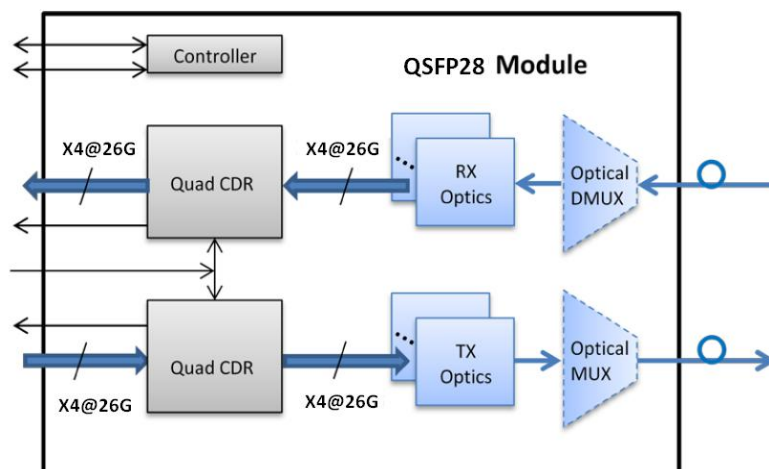 Controller
QSFP28 Module
X4@26G
X4@26G
Quad CDR
RX
Optics
Optical
DMUX
Quad CDR
TX
Optics
Optical
MUX
X4@26G
X4@26G